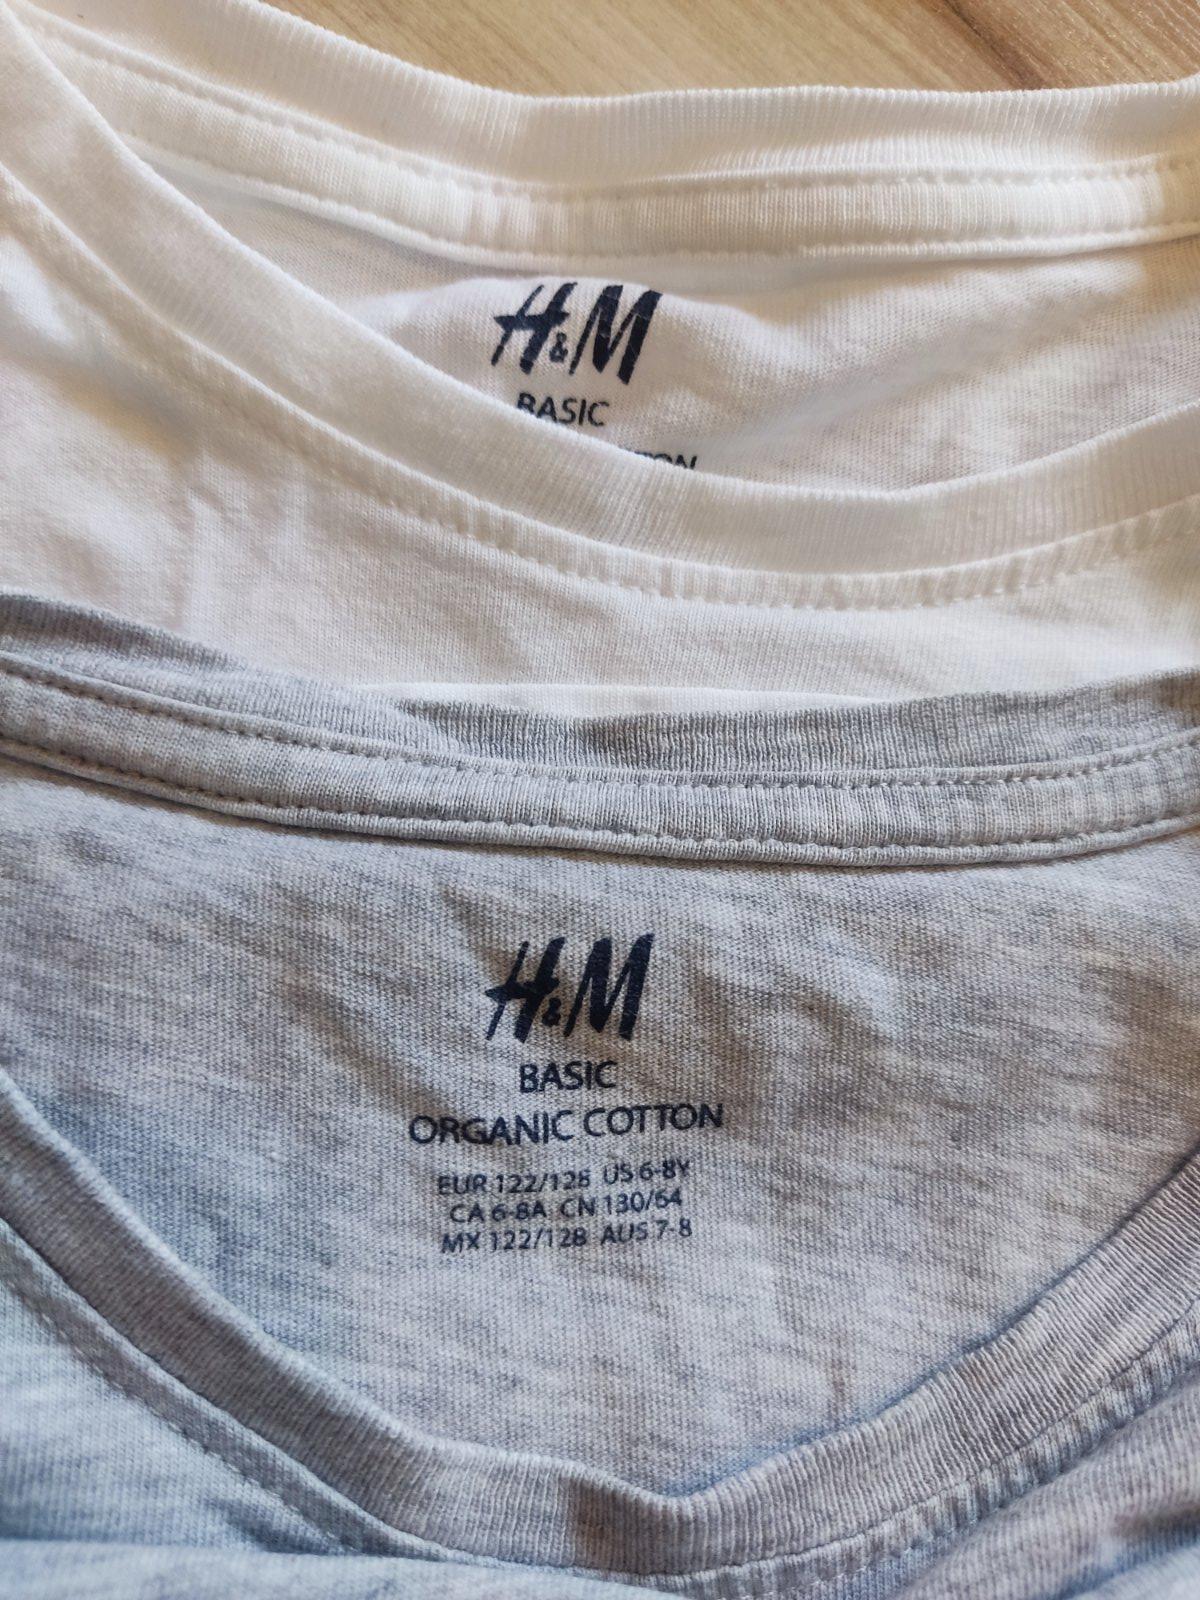 H&M
BASIC
H&M
BASIC
ORGANIC COTTON
EUR 122/128 US 6-8Y
CA 6-8A CN 130/64
MX 122/128 AUS 7-8